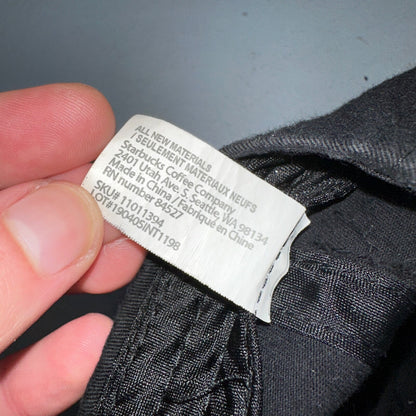 ALL NEW MATERIALS
/ SEULEMENT MATERIAUX NEUFS
Starbucks Coffee Company
2401 Utah Ave. S. Seattle, WA 98134
Made in China / Fabriqué en Chine
RN number 84527
SKU# 11011394
LOT#19040SINT1198